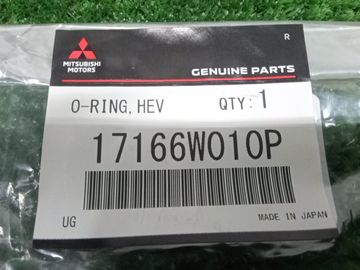 R
MITSUBISHI
MOTORS
GENUINE PARTS
O-RING, HEV QTY: 1
17166W010P
UG
MADE IN JAPAN